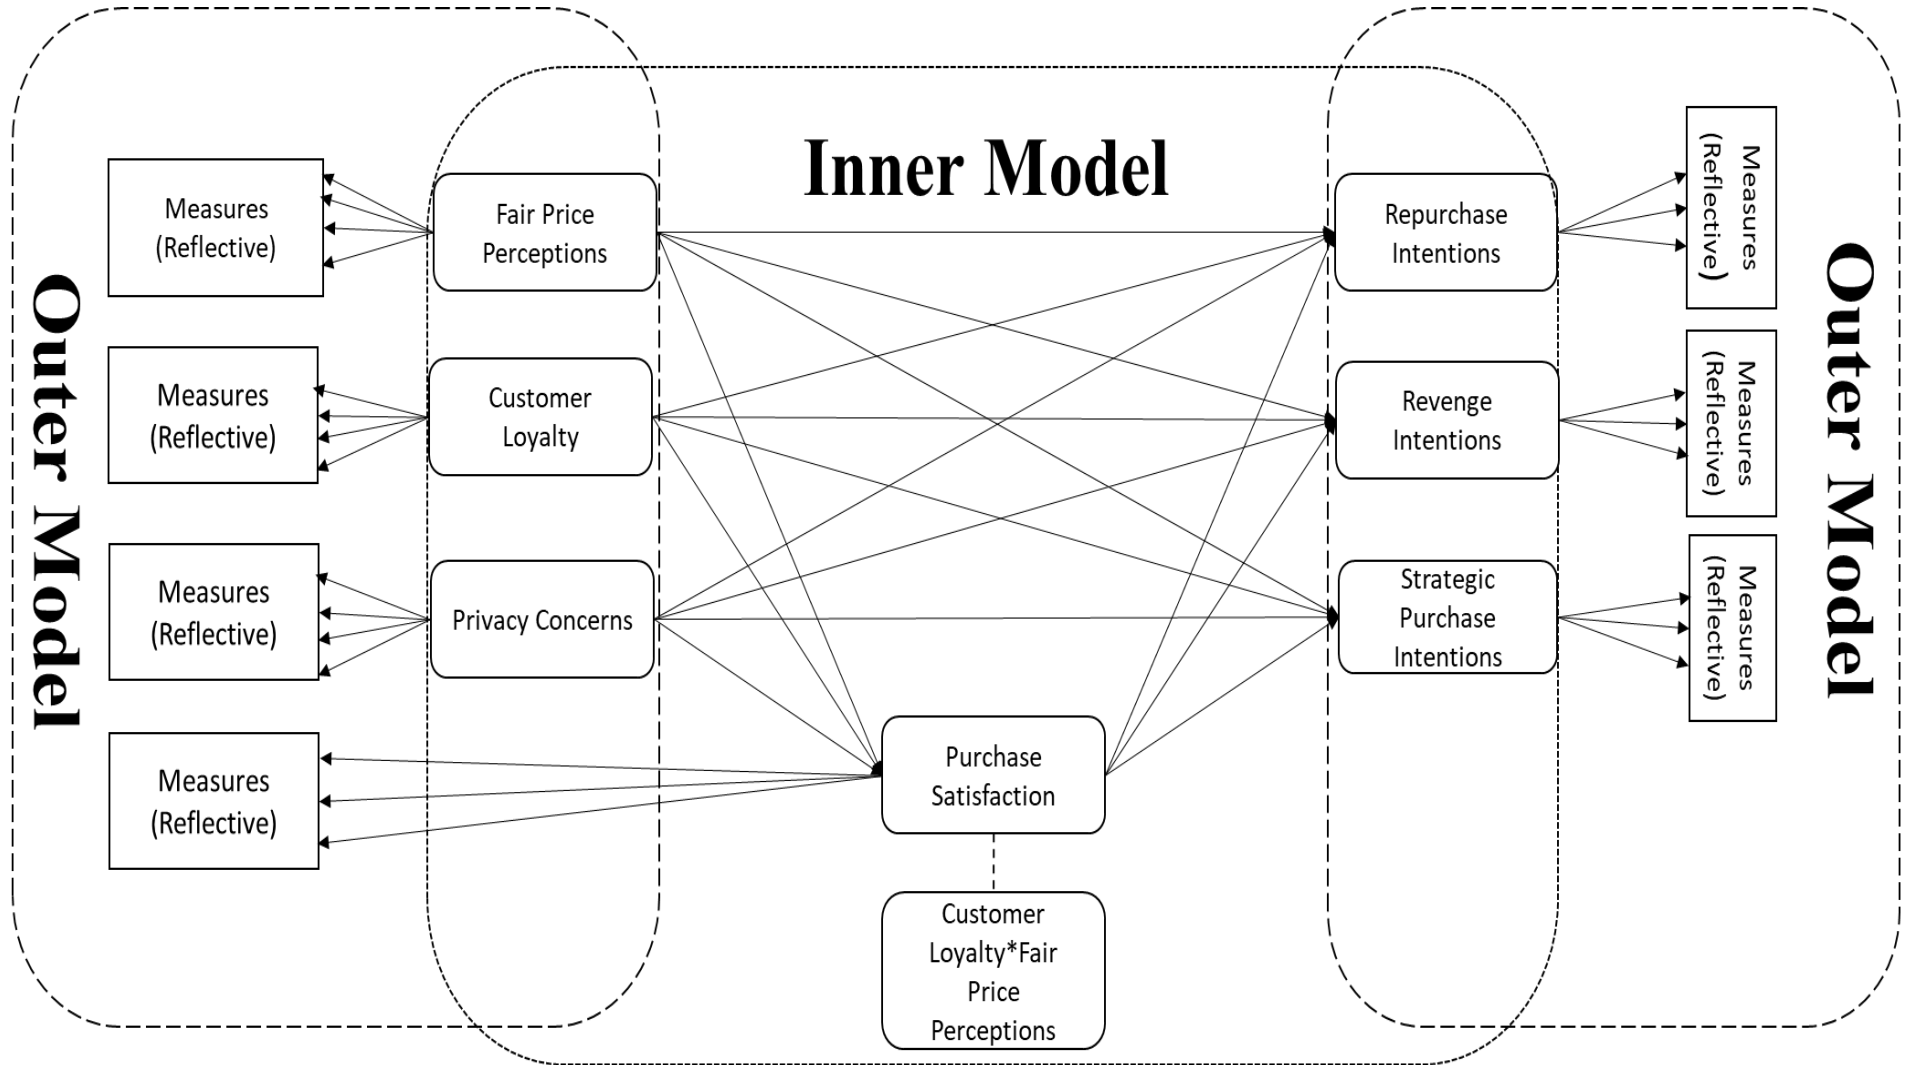 Inner Model
Outer Model
Measures
(Reflective)
Fair Price
Perceptions
Measures
(Reflective)
Customer
Loyalty
Measures
(Reflective)
Privacy Concerns
Measures
(Reflective)
Purchase
Satisfaction
Customer
Loyalty*Fair
Price
Perceptions
Repurchase
Intentions
Measures
(Reflective)
Revenge
Intentions
Measures
(Reflective)
Strategic
Purchase
Intentions
Measures
(Reflective)
Outer Model